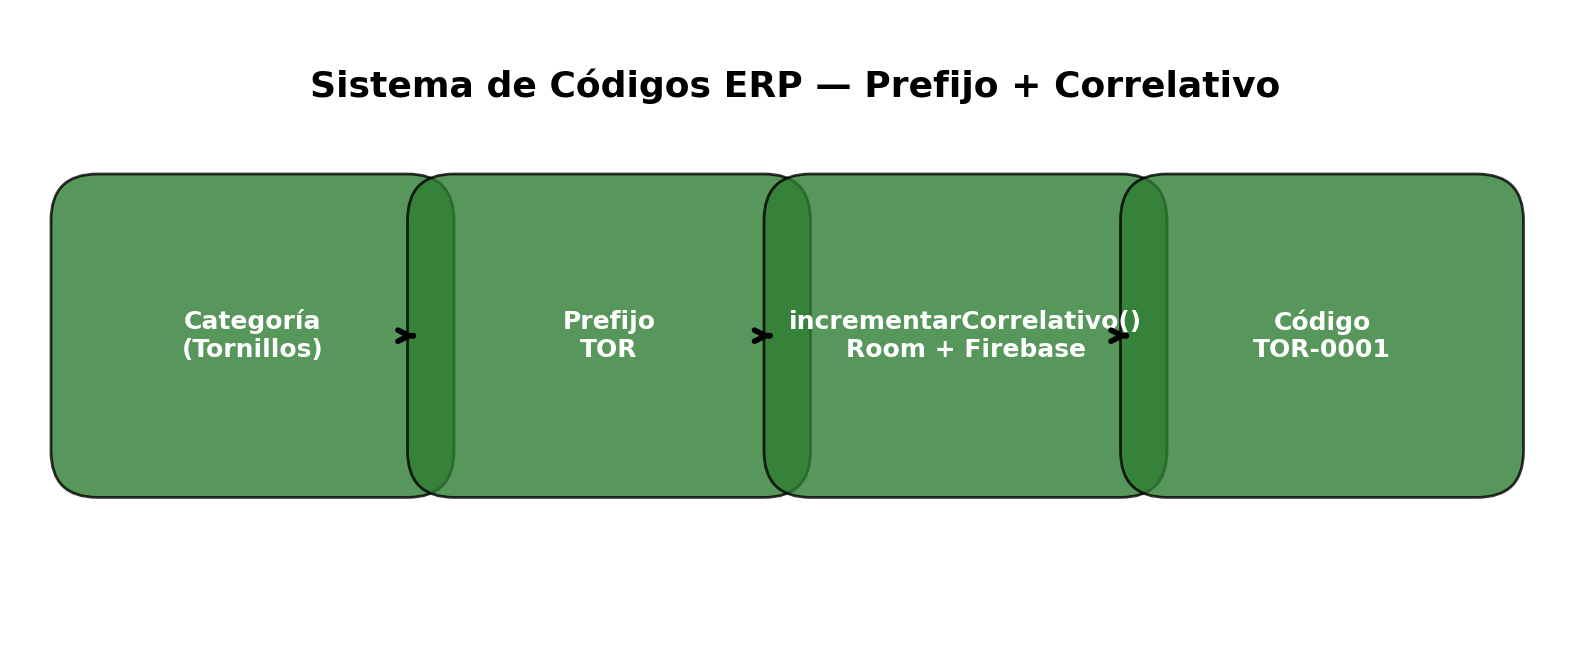 Sistema de Códigos ERP — Prefijo + Correlativo
Categoría
(Tornillos)
Prefijo
TOR
incrementarCorrelativo()
Room + Firebase
Código
TOR-0001